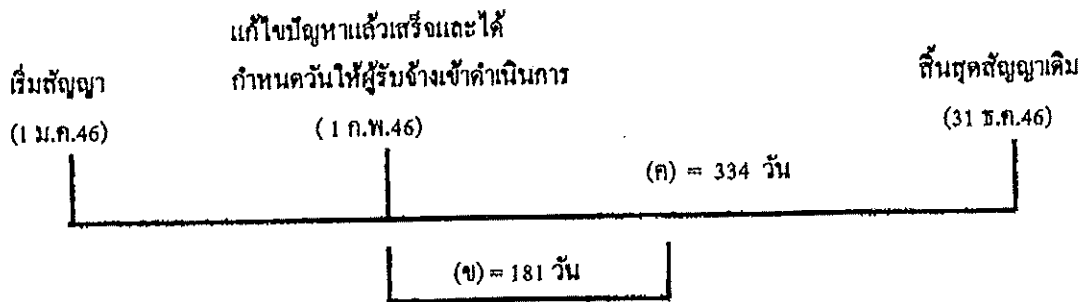 แก้ไขปัญหาแล้วเสร็จและได้
เริ่มสัญญา
กำหนดวันให้ผู้รับจ้างเข้าดำเนินการ
สิ้นสุดสัญญาเดิม
(1 ม.ค.46)
( 1 ก.พ.46)
(31 ธ.ค.46)
(ค) = 334 วัน
(ข) = 181 วัน